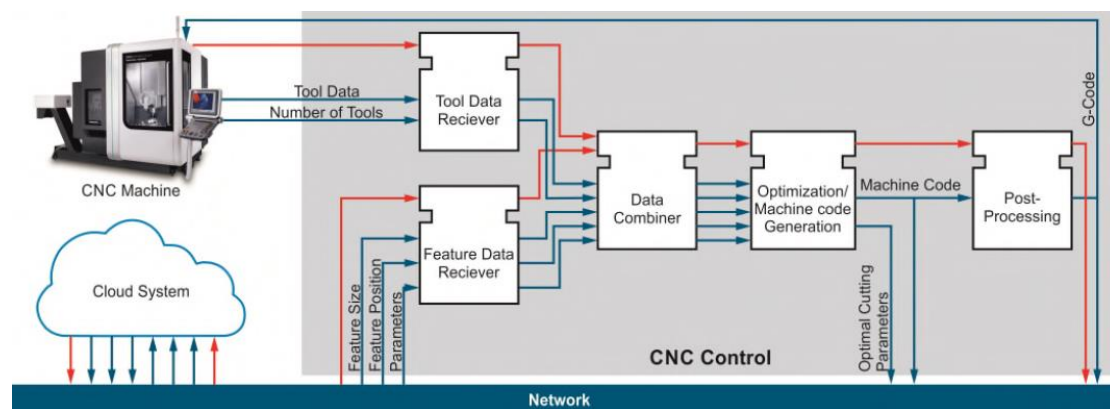 Tool Data
Number of Tools
CNC Machine
Tool Data
Reciever
G-Code
Data
Combiner
Optimization/
Machine code
Generation
Machine Code
Post-
Processing
Feature Data
Reciever
Cloud System
Feature Size
Feature Position
Parameters
Optimal Cutting
Parameters
CNC Control
Network